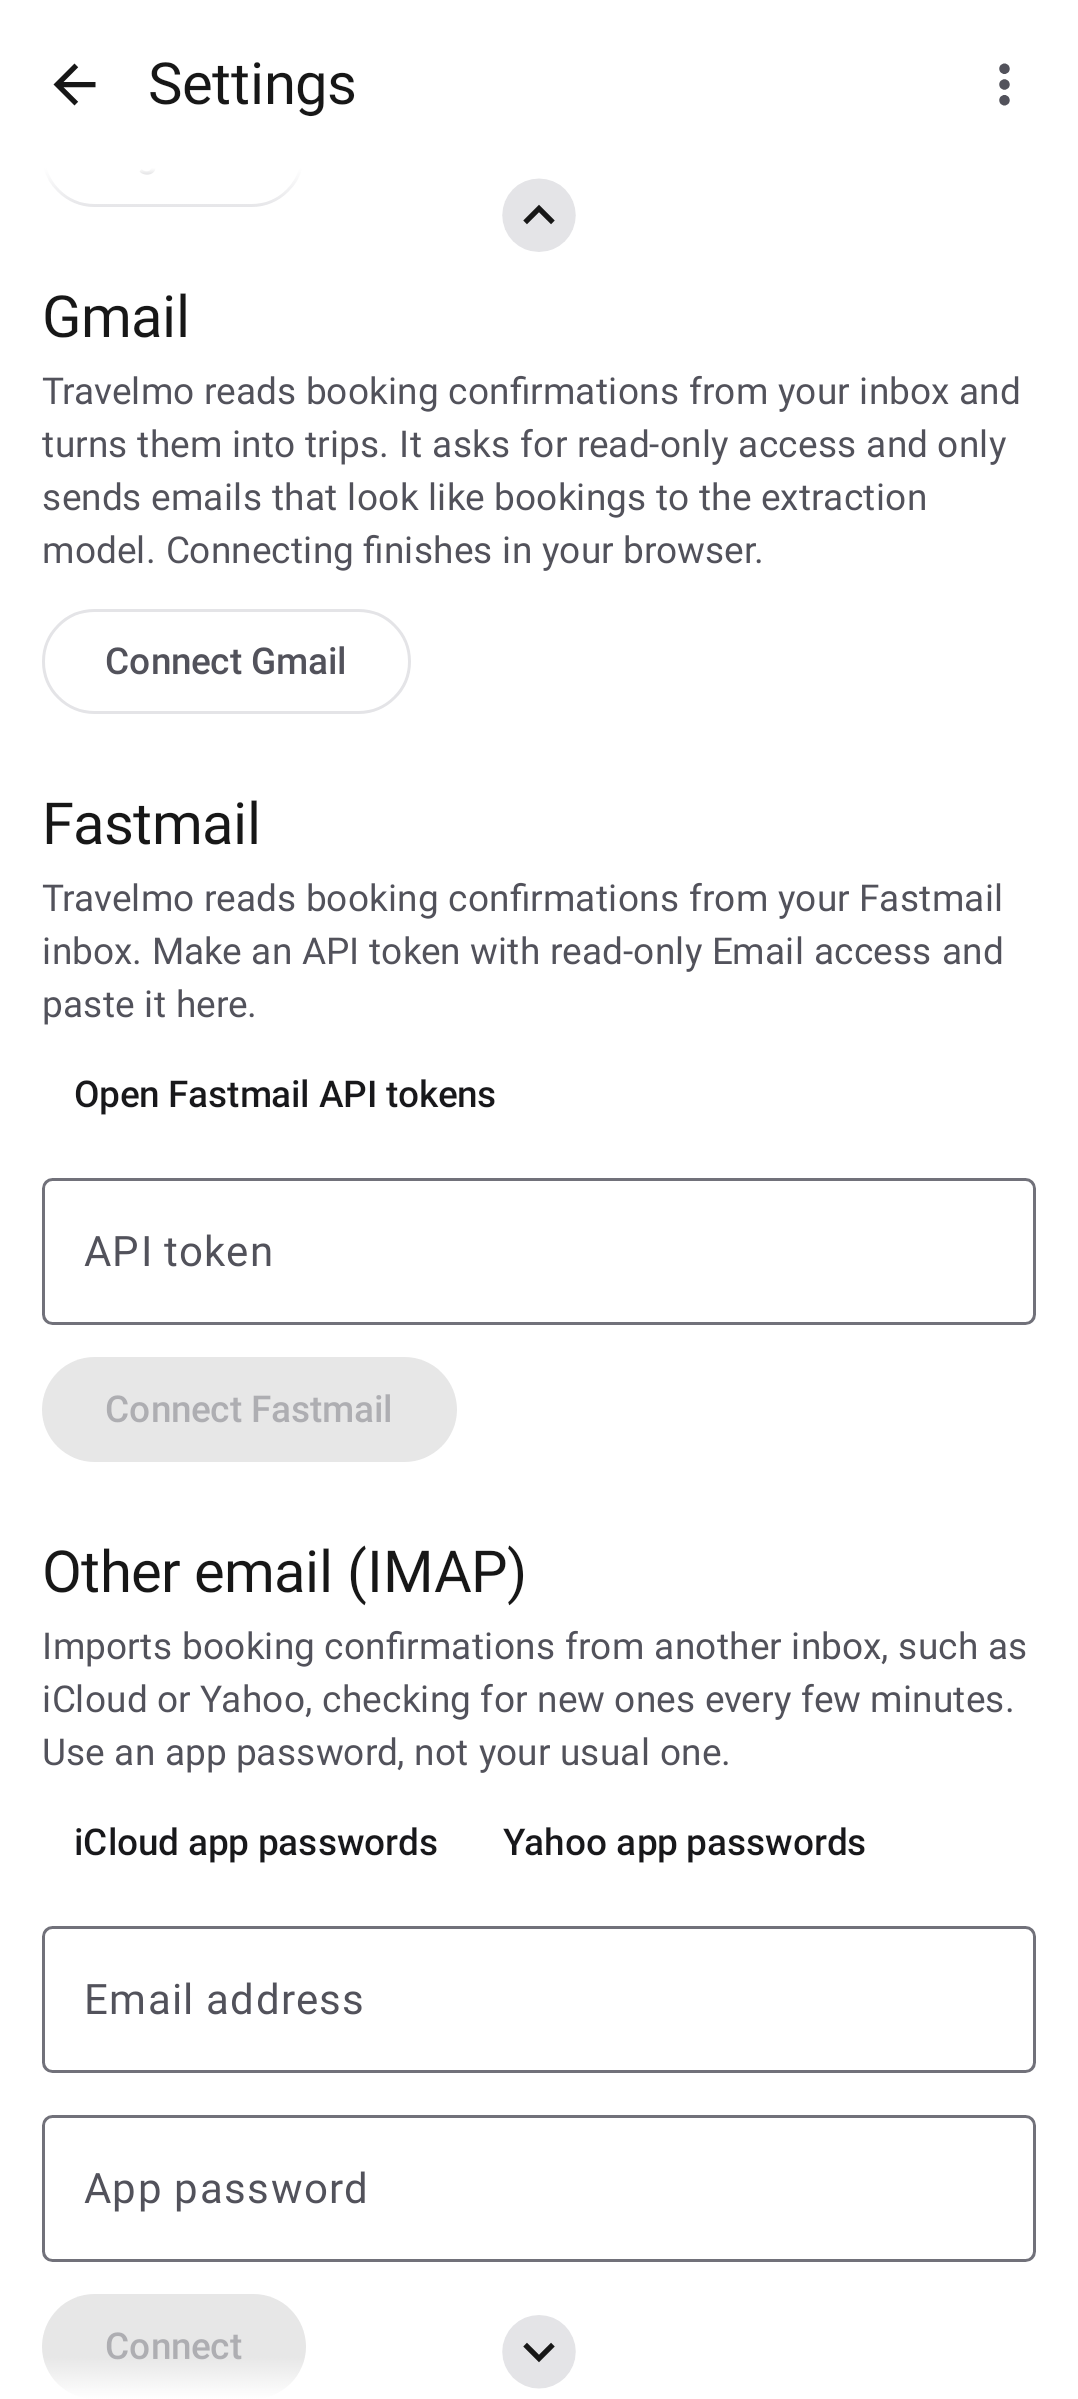 Settings
Gmail
Travelmo reads booking confirmations from your inbox and
turns them into trips. It asks for read-only access and only
sends emails that look like bookings to the extraction
model. Connecting finishes in your browser.
Connect Gmail
Fastmail
Travelmo reads booking confirmations from your Fastmail
inbox. Make an API token with read-only Email access and
paste it here.
Open Fastmail API tokens
API token
Connect Fastmail
Other email (IMAP)
Imports booking confirmations from another inbox, such as
iCloud or Yahoo, checking for new ones every few minutes.
Use an app password, not your usual one.
iCloud app passwords Yahoo app passwords
Email address
App password
Connect